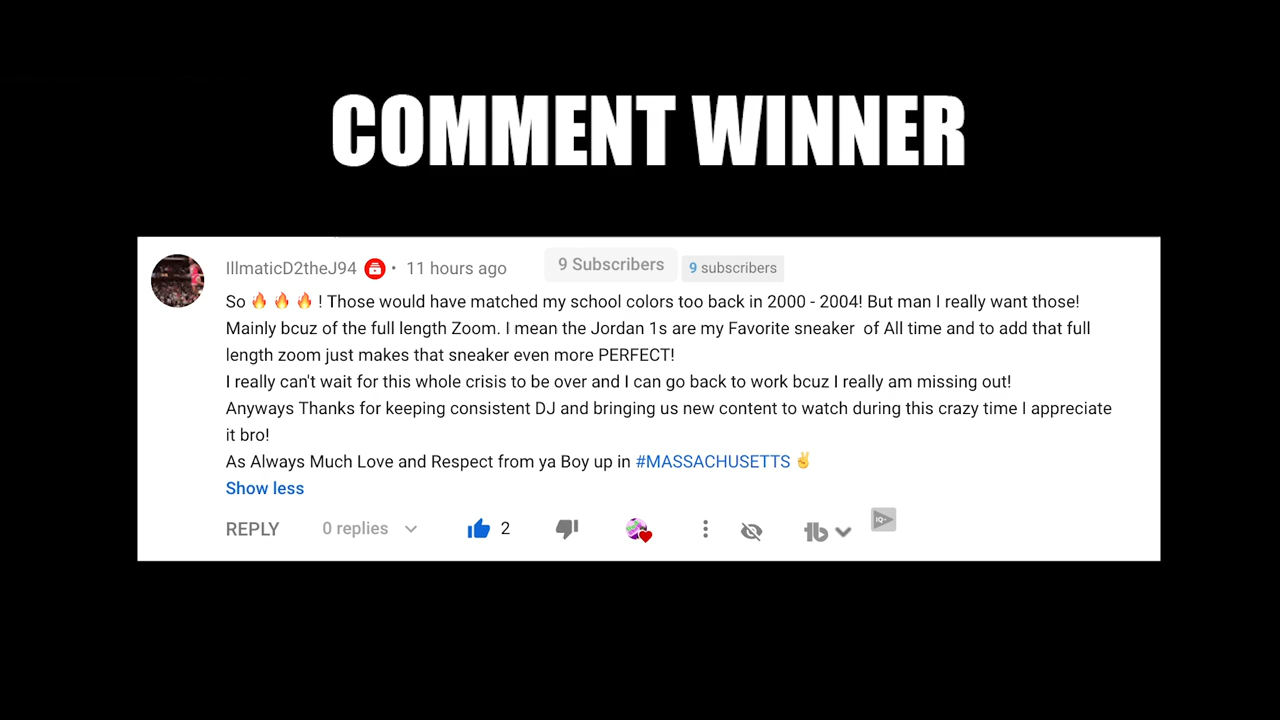 COMMENT WINNER
IllmaticD2theJ94 • 11 hours ago 9 Subscribers 9 subscribers
So 🔥 🔥 🔥 ! Those would have matched my school colors too back in 2000 - 2004! But man I really want those!
Mainly bcuz of the full length Zoom. I mean the Jordan 1s are my Favorite sneaker of All time and to add that full
length zoom just makes that sneaker even more PERFECT!
I really can't wait for this whole crisis to be over and I can go back to work bcuz I really am missing out!
Anyways Thanks for keeping consistent DJ and bringing us new content to watch during this crazy time I appreciate
it bro!
As Always Much Love and Respect from ya Boy up in #MASSACHUSETTS ✌
Show less
REPLY 0 replies 2 tb IQ